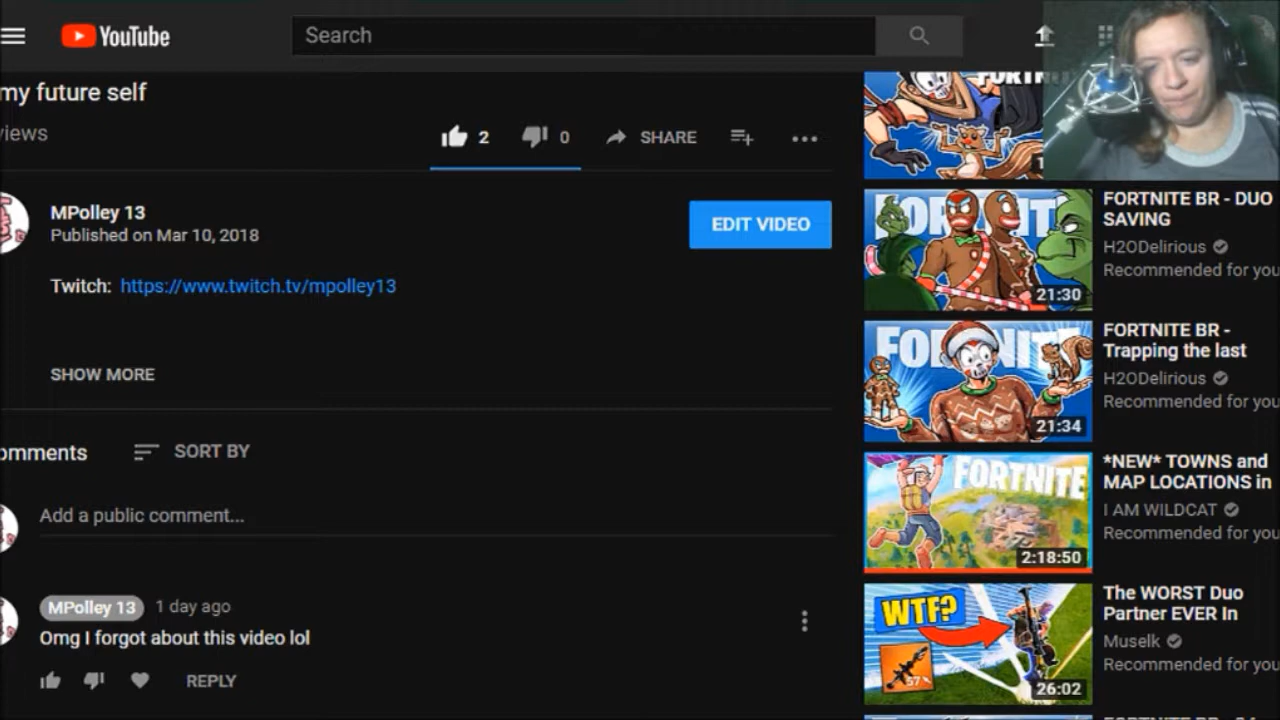 YouTube
Search
my future self
views
2
0
SHARE
MPolley 13
Published on Mar 10, 2018
EDIT VIDEO
Twitch: https://www.twitch.tv/mpolley13
SHOW MORE
omments
SORT BY
Add a public comment...
MPolley 13 1 day ago
Omg I forgot about this video lol
REPLY
FORTNITE BR - DUO
SAVING
H2ODelirious
Recommended for you
21:30
FORTNITE BR -
Trapping the last
H2ODelirious
Recommended for you
21:34
FORTNITE
*NEW* TOWNS and
MAP LOCATIONS in
I AM WILDCAT
Recommended for you
2:18:50
WTF?
57
The WORST Duo
Partner EVER In
Muselk
Recommended for you
26:02